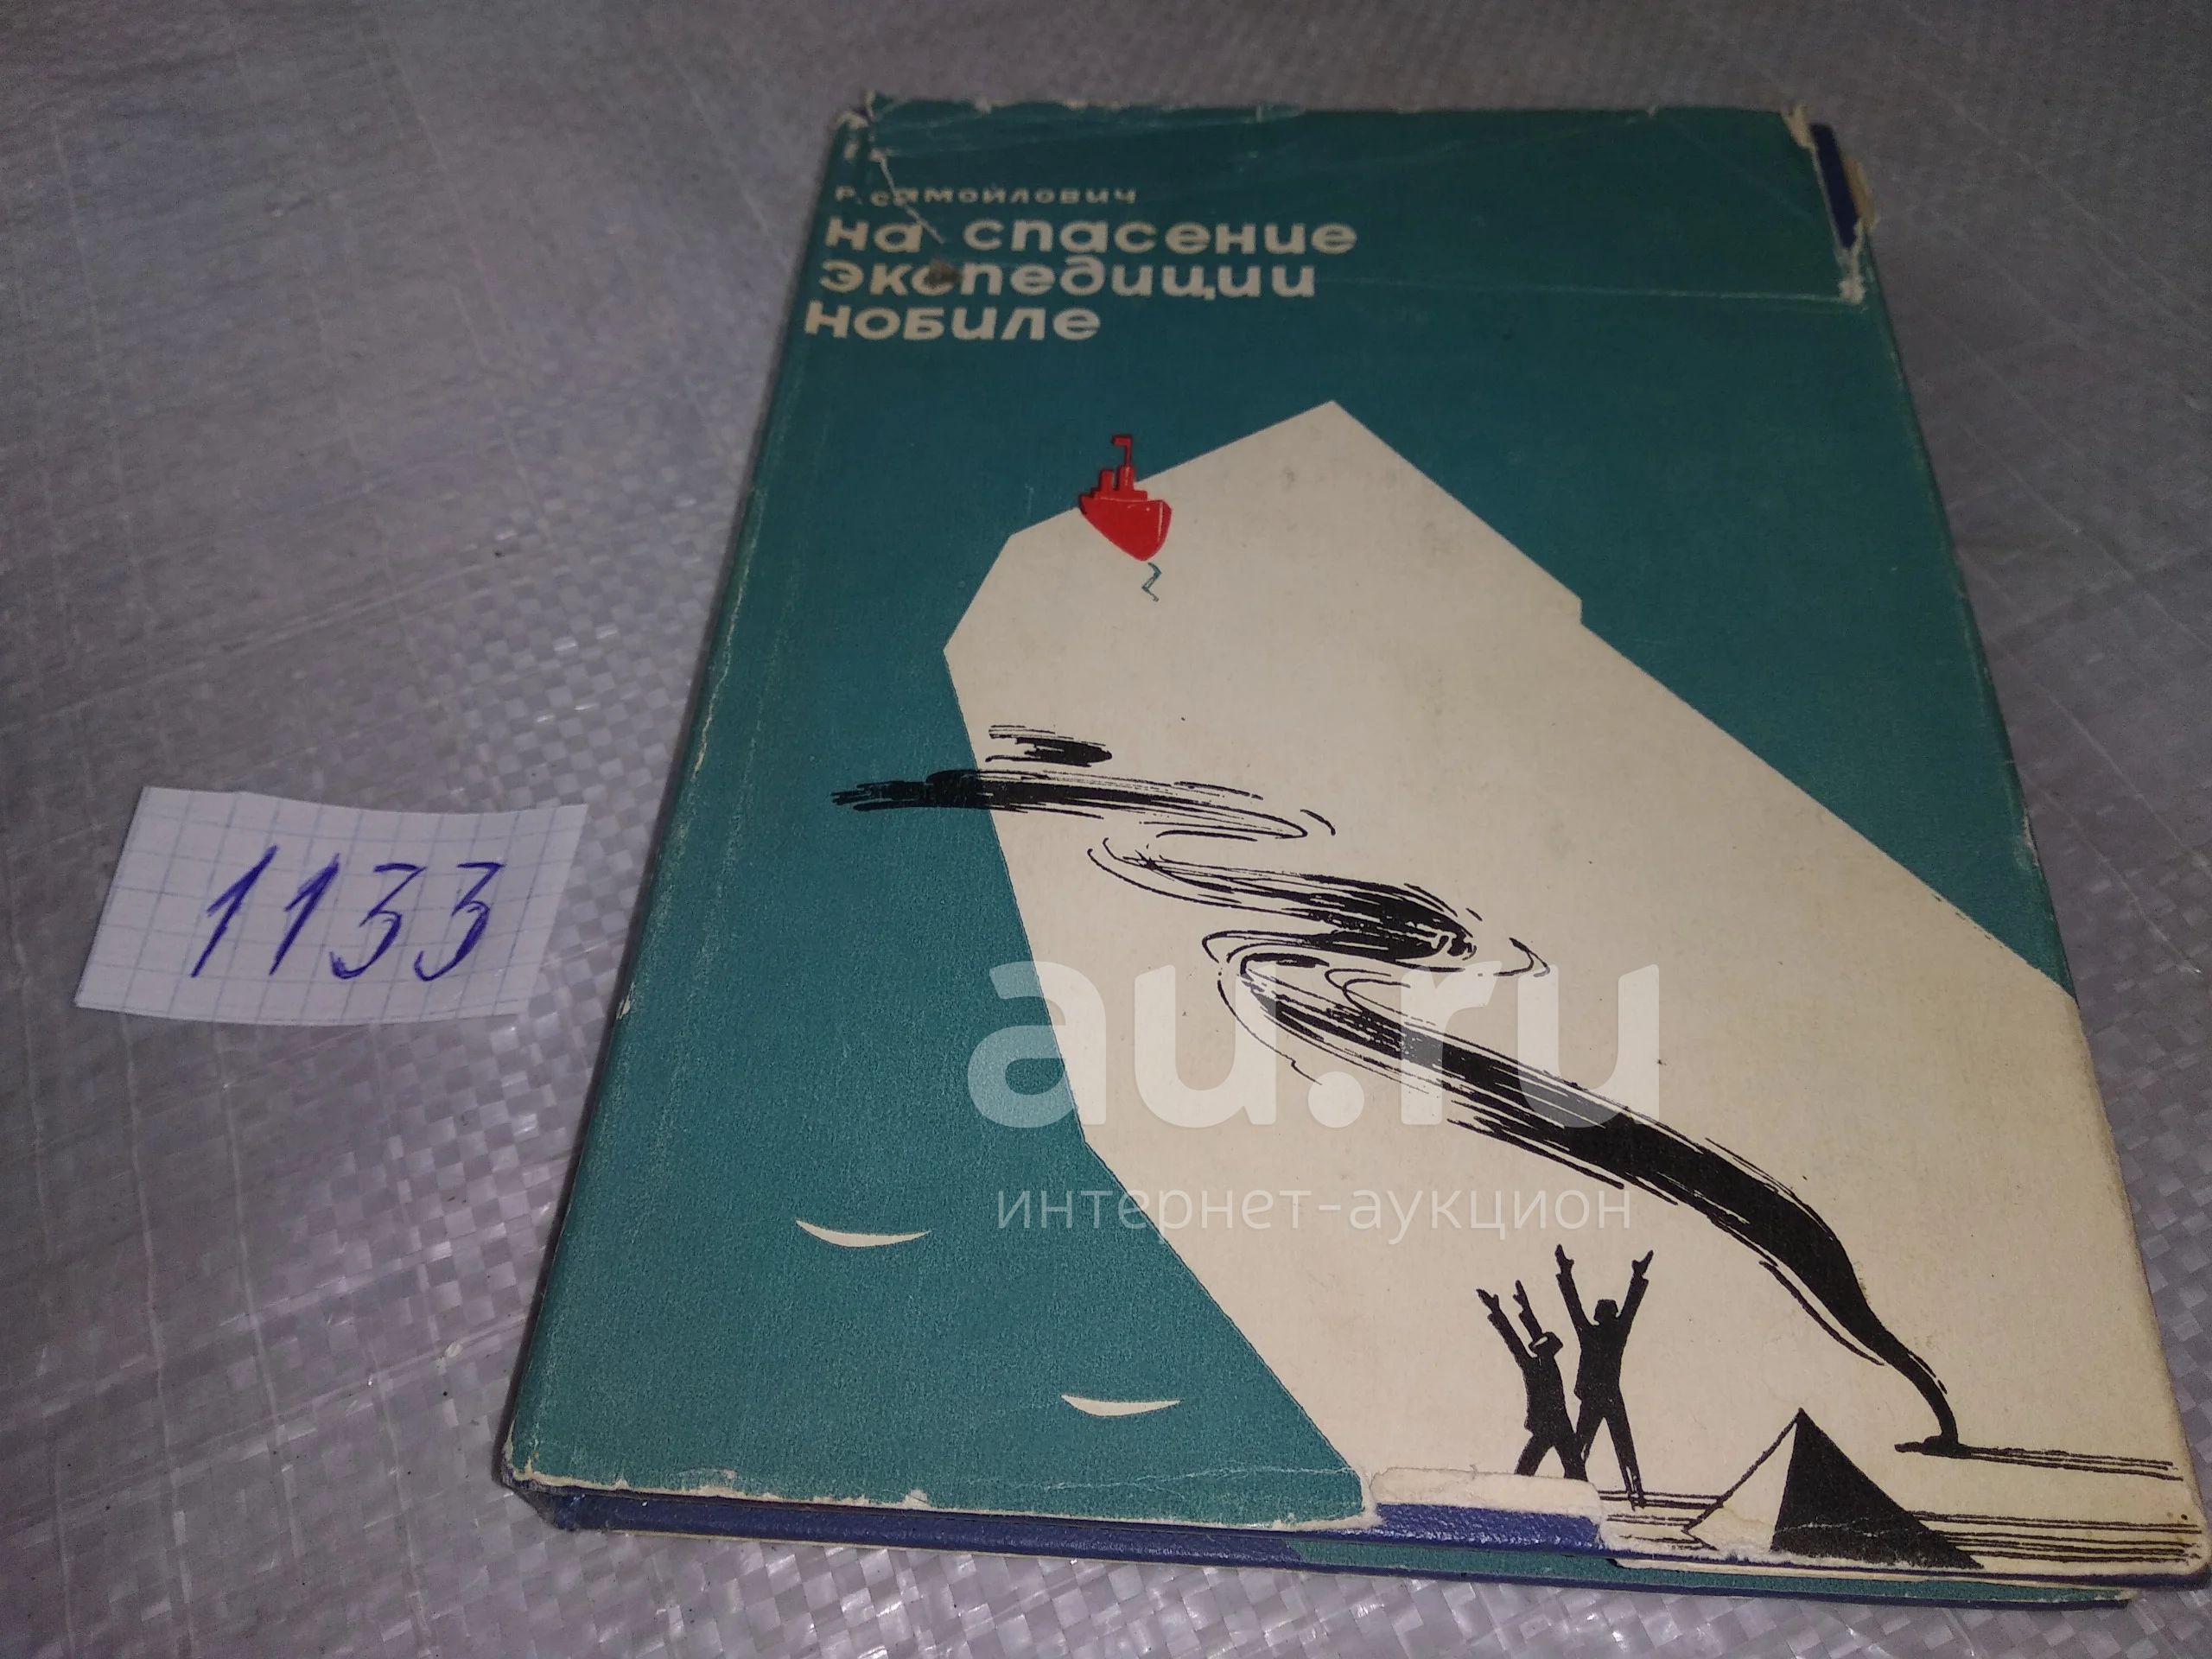 Р. Самойлович
на спасение
экспедиции
нобиле
1133
au.ru
интернет-аукцион